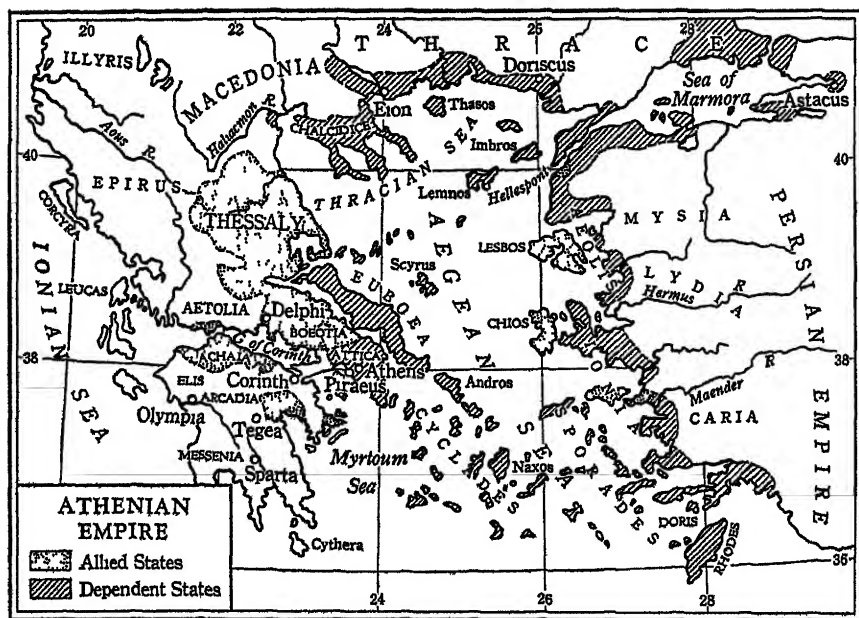 20 22 24 25 26 28
THRACE
ILLYRIS
MACEDONIA
Doriscus
Sea of
Marmora
Eion
Thasos
Astacus
Aous R.
Haliacmon R.
CHALCIDICE
Imbros
40
40
EPIRUS
THRACIAN SEA
Lemnos
Hellespont
CORCYRA
THESSALY
AEGEAN SEA
MYSIA
PERSIAN EMPIRE
IONIAN SEA
LESBOS
AEOLIS
EUBOEA
Scyrus
LYDIA
Hermus R
LEUCAS
AETOLIA
Delphi
BOEOTIA
CHIOS
38
G. of Corinth
ATTICA
IONIA
38
ACHAIA
Athens
ELIS
Corinth
Piraeus
Andros
Maender R
ARCADIA
CARIA
Olympia
Tegea
CYCLADES
SPORADES
MESSENIA
Myrtoum
Sea
Naxos
Sparta
DORIS
RHODES
Cythera
36
24 26 28
ATHENIAN
EMPIRE
Allied States
Dependent States